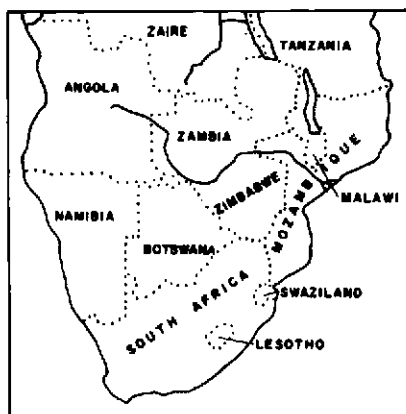 ZAIRE
TANZANIA
ANGOLA
ZAMBIA
MALAWI
ZIMBABWE
MOZAMBIQUE
NAMIBIA
BOTSWANA
SWAZILAND
SOUTH AFRICA
LESOTHO